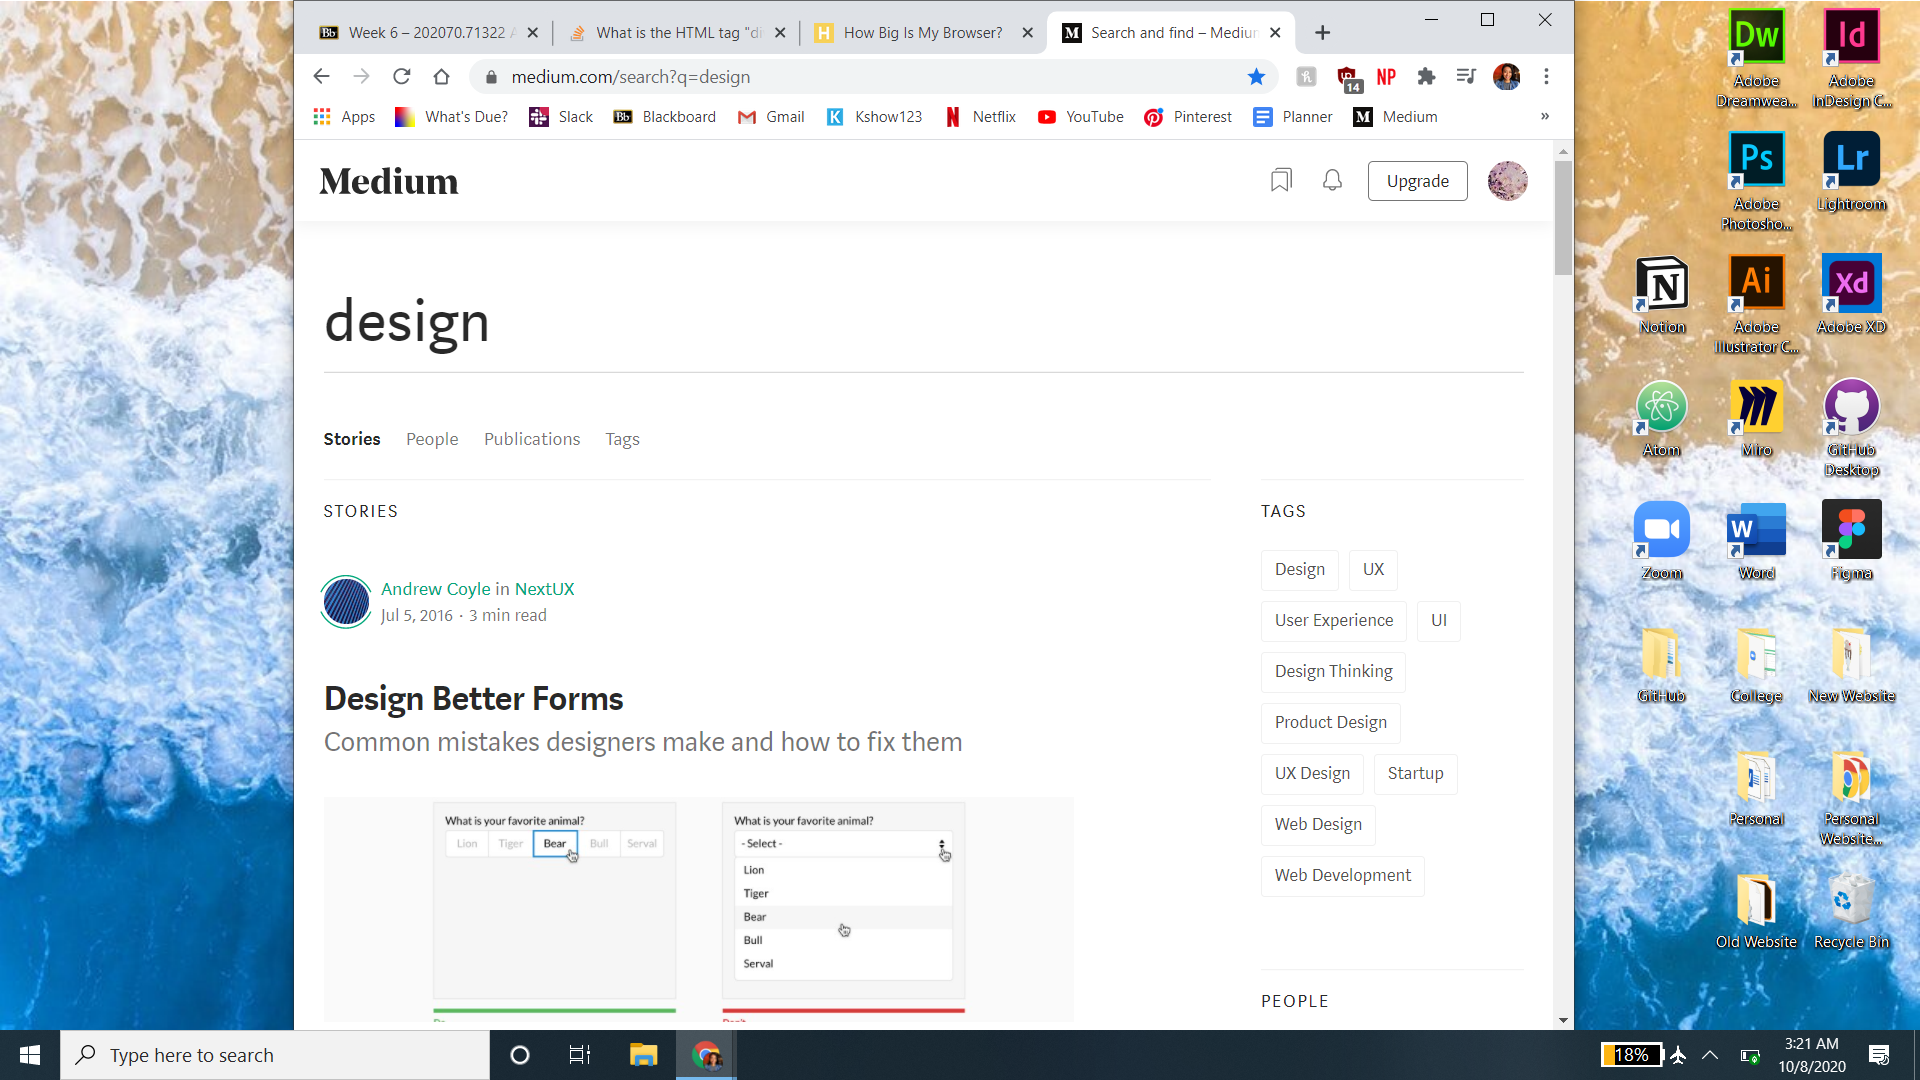 Week 6 – 202070.71322
What is the HTML tag "di
How Big Is My Browser?
Search and find – Medium
medium.com/search?q=design
14
NP
Apps
What's Due?
Slack
Blackboard
Gmail
Kshow123
Netflix
YouTube
Pinterest
Planner
Medium
»
Medium
Upgrade
design
Stories
People
Publications
Tags
STORIES
Andrew Coyle in NextUX
Jul 5, 2016 · 3 min read
Design Better Forms
Common mistakes designers make and how to fix them
What is your favorite animal?
Lion
Tiger
Bear
Bull
Serval
What is your favorite animal?
- Select -
Lion
Tiger
Bear
Bull
Serval
TAGS
Design
UX
User Experience
UI
Design Thinking
Product Design
UX Design
Startup
Web Design
Web Development
PEOPLE
Dw
Adobe
Dreamwea...
Id
Adobe
InDesign C...
Ps
Adobe
Photosho...
Lr
Lightroom
N
Notion
Ai
Adobe
Illustrator C...
Xd
Adobe XD
Atom
Miro
GitHub
Desktop
Zoom
W
Word
Figma
GitHub
College
New Website
Personal
Personal
Website...
Old Website
Recycle Bin
Type here to search
18%
3:21 AM
10/8/2020